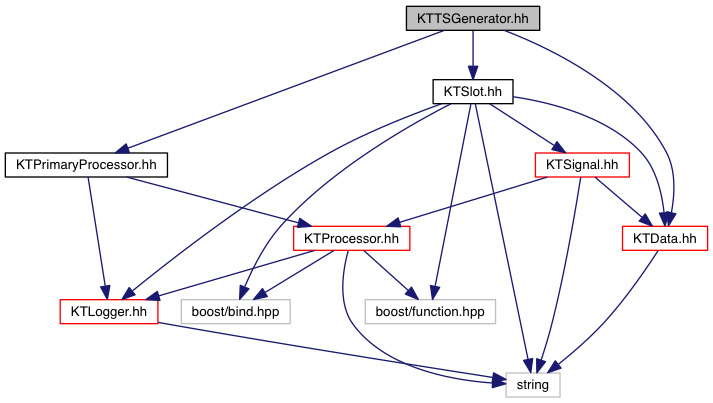 KTTSGenerator.hh
KTSlot.hh
KTPrimaryProcessor.hh
KTSignal.hh
KTProcessor.hh
KTData.hh
KTLogger.hh
boost/bind.hpp
boost/function.hpp
string